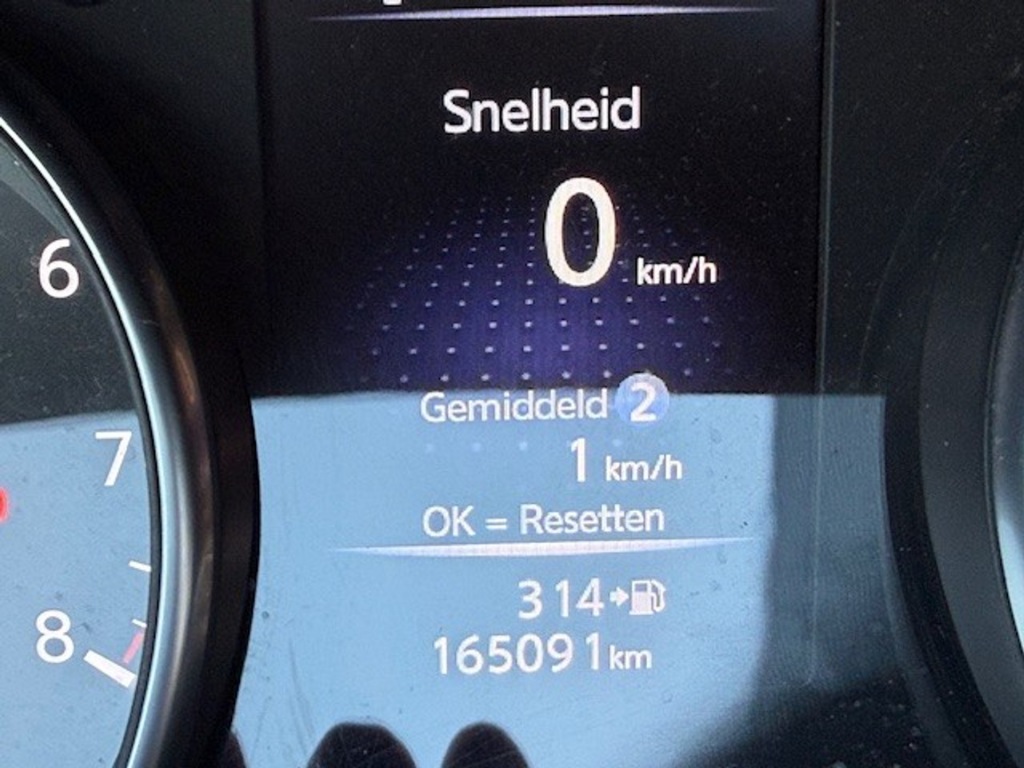 Snelheid
0 km/h
Gemiddeld 2
1 km/h
OK = Resetten
314
165091 km
6
7
8